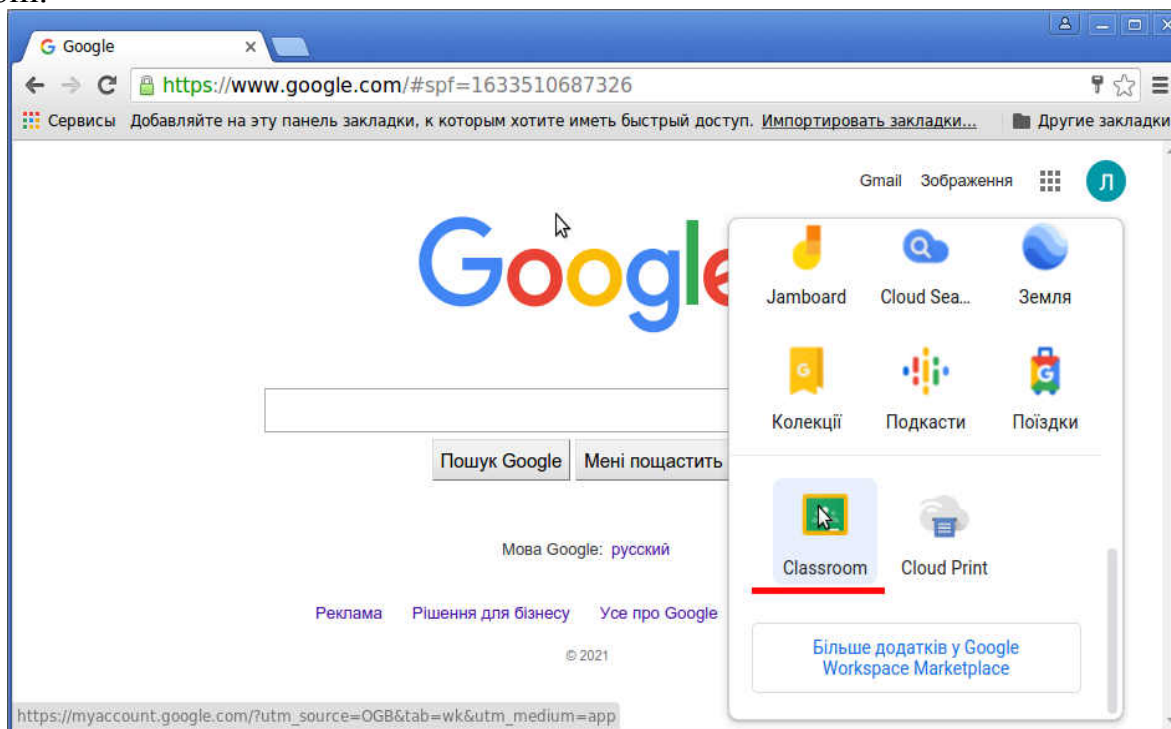 Google
https://www.google.com/#spf=1633510687326
Сервисы Добавляйте на эту панель закладки, к которым хотите иметь быстрый доступ. Импортировать закладки... Другие закладки
Gmail Зображення Л
Google
Jamboard Cloud Sea... Земля
Колекції Подкасти Поїздки
Пошук Google Мені пощастить
Classroom Cloud Print
Мова Google: русский
Реклама Рішення для бізнесу Усе про Google
Більше додатків у Google
Workspace Marketplace
© 2021
https://myaccount.google.com/?utm_source=OGB&tab=wk&utm_medium=app